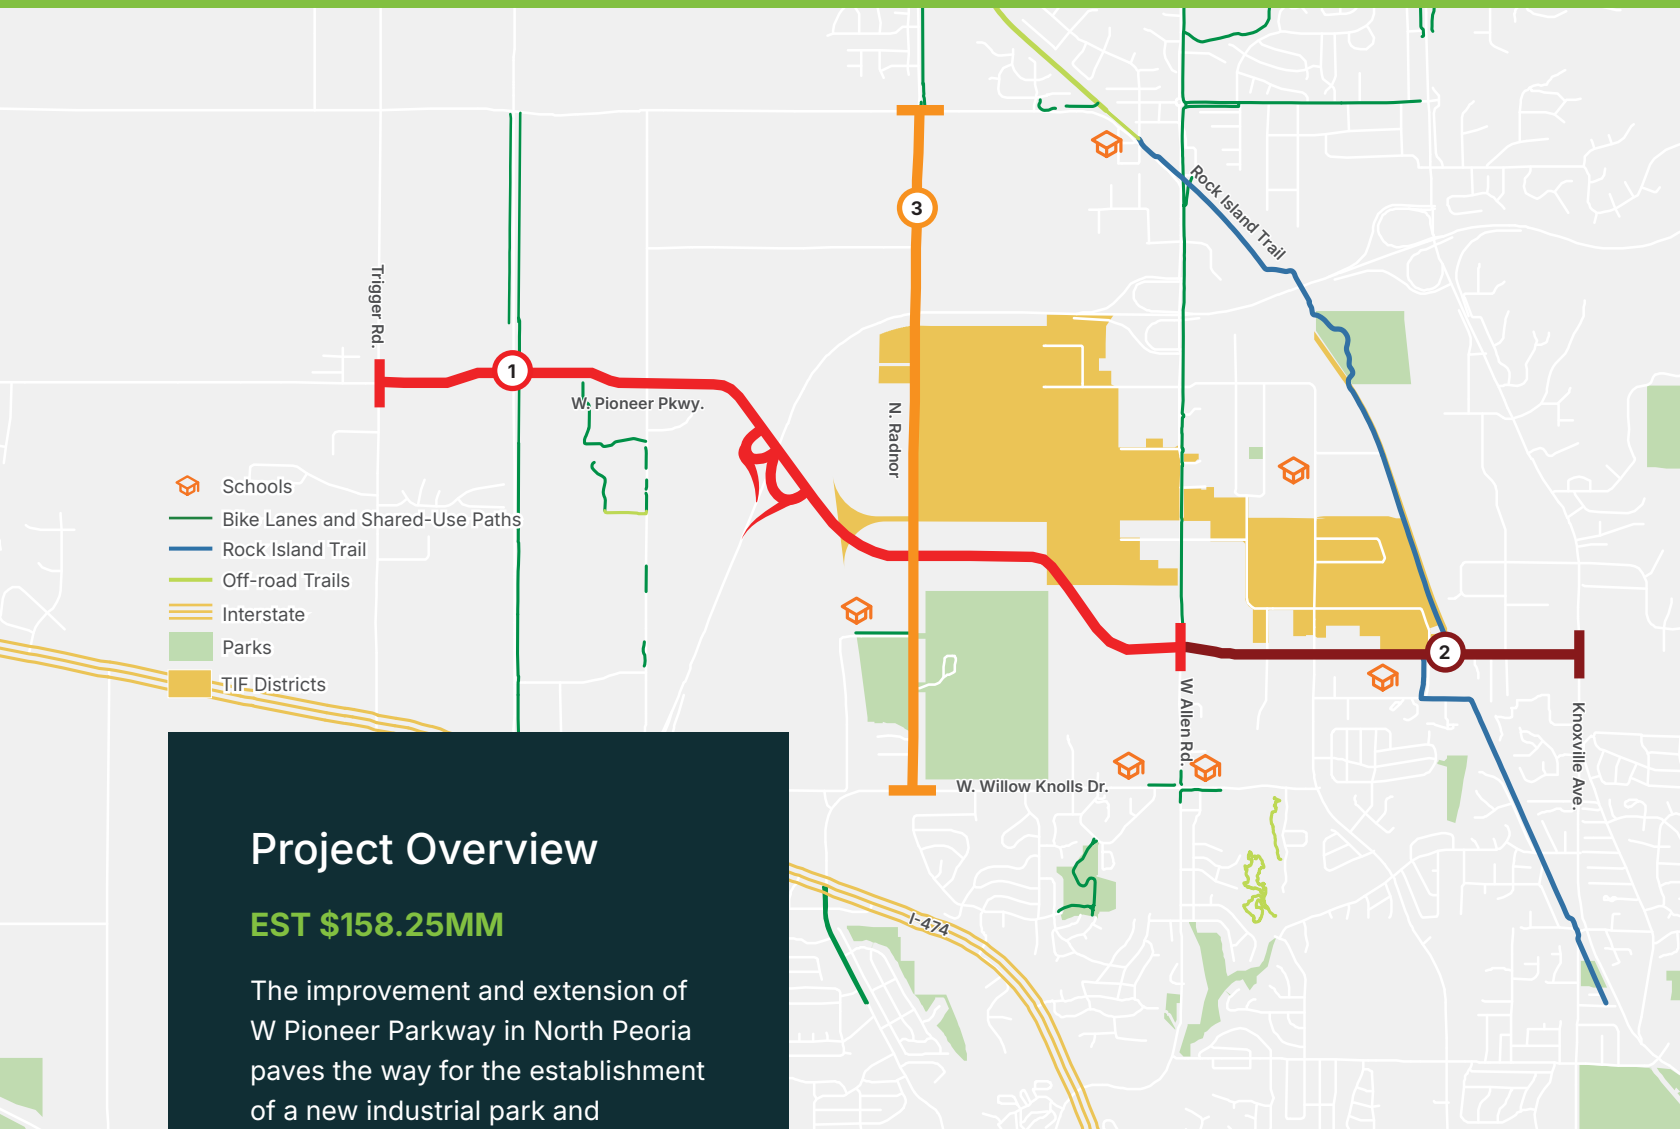 3
Rock Island Trail
Trigger Rd.
1
W. Pioneer Pkwy.
N. Radnor
Schools
Bike Lanes and Shared-Use Paths
Rock Island Trail
Off-road Trails
Interstate
Parks
TIF Districts
2
W Allen Rd.
Knoxville Ave.
W. Willow Knolls Dr.
I-474
Project Overview
EST $158.25MM
The improvement and extension of
W Pioneer Parkway in North Peoria
paves the way for the establishment
of a new industrial park and